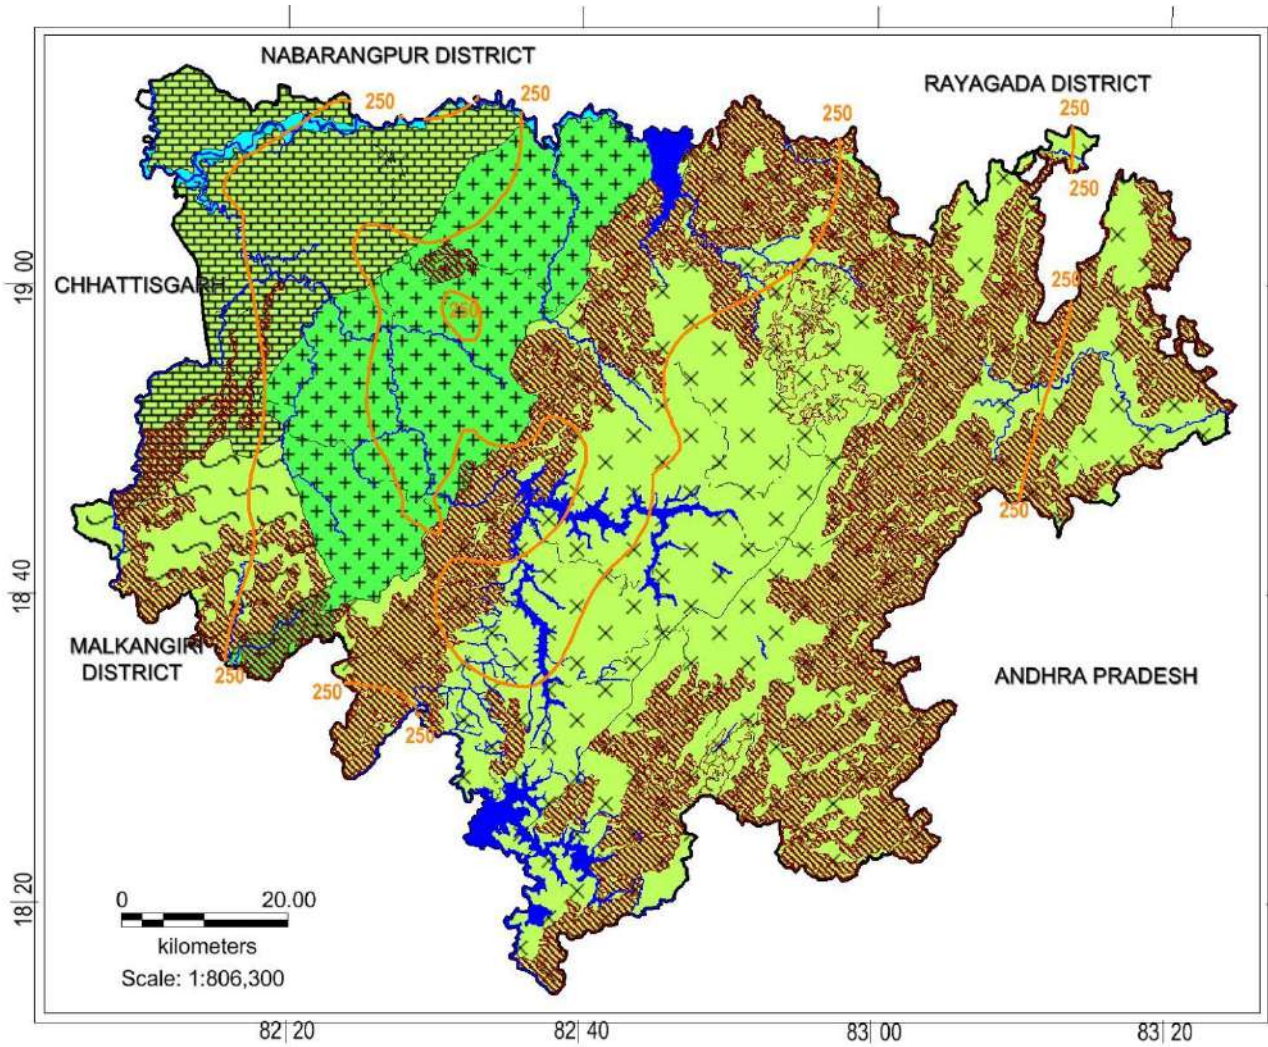 NABARANGPUR DISTRICT
RAYAGADA DISTRICT
250
250
250
250
250
19 00
CHHATTISGARH
250
250
250
18 40
MALKANGIRI
DISTRICT
250
250
250
ANDHRA PRADESH
18 20
0 20.00
kilometers
Scale: 1:806,300
82 20
82 40
83 00
83 20